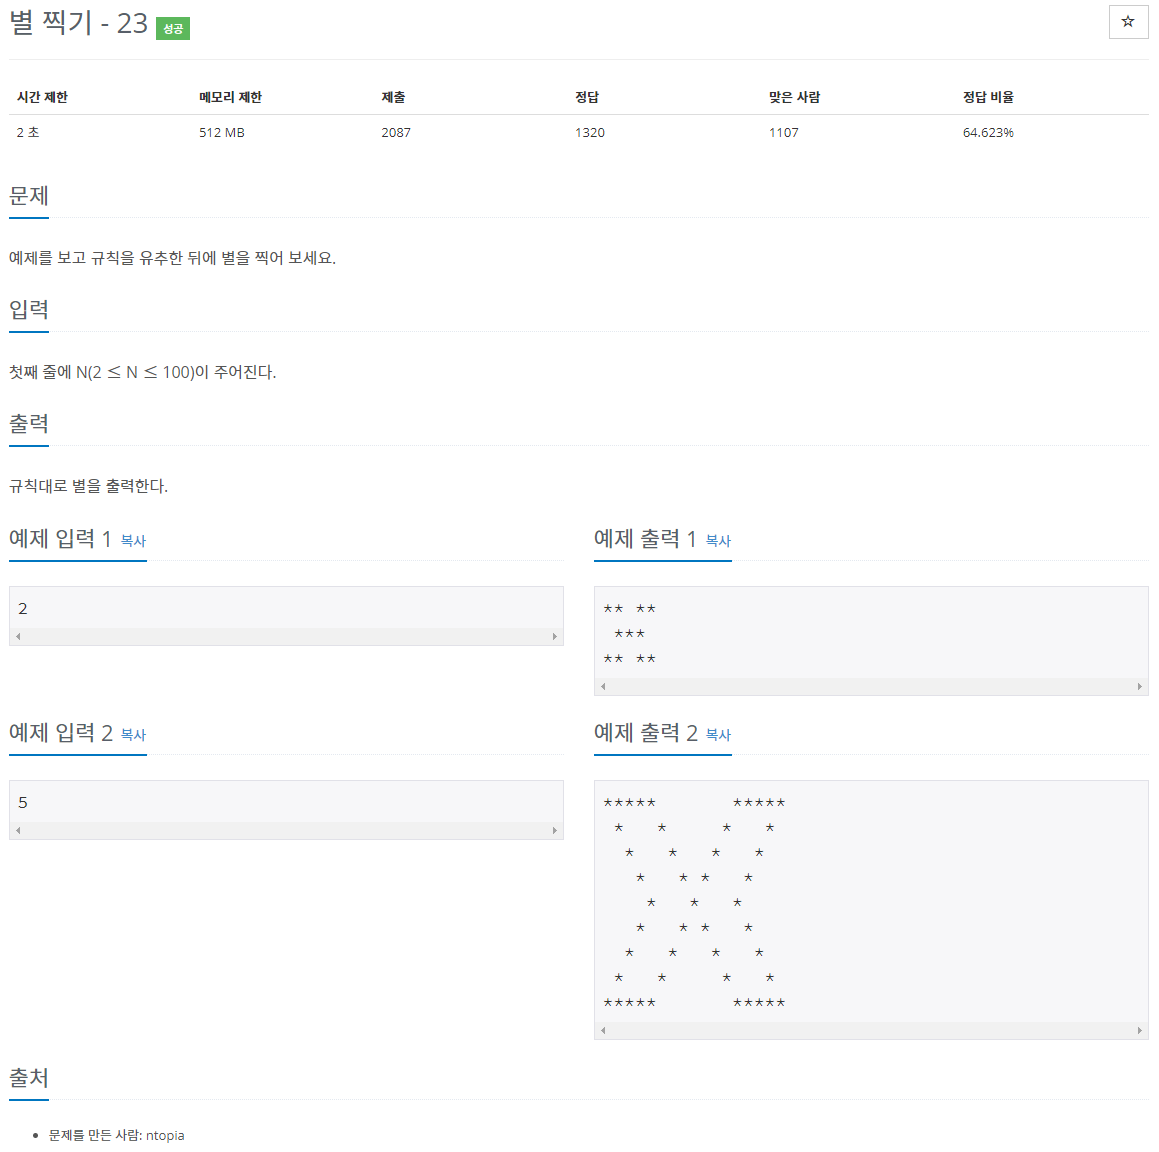 별 찍기 - 23 성공
☆
시간 제한 메모리 제한 제출 정답 맞은 사람 정답 비율
2 초 512 MB 2087 1320 1107 64.623%
문제
예제를 보고 규칙을 유추한 뒤에 별을 찍어 보세요.
입력
첫째 줄에 N(2 ≤ N ≤ 100)이 주어진다.
출력
규칙대로 별을 출력한다.
예제 입력 1 복사
2
예제 출력 1 복사
** **
 ***
** **
예제 입력 2 복사
5
예제 출력 2 복사
*****       *****
 *   *     *   *
  *   *   *   *
   *   * *   *
    *   *   *
   *   * *   *
  *   *   *   *
 *   *     *   *
*****       *****
출처
• 문제를 만든 사람: ntopia